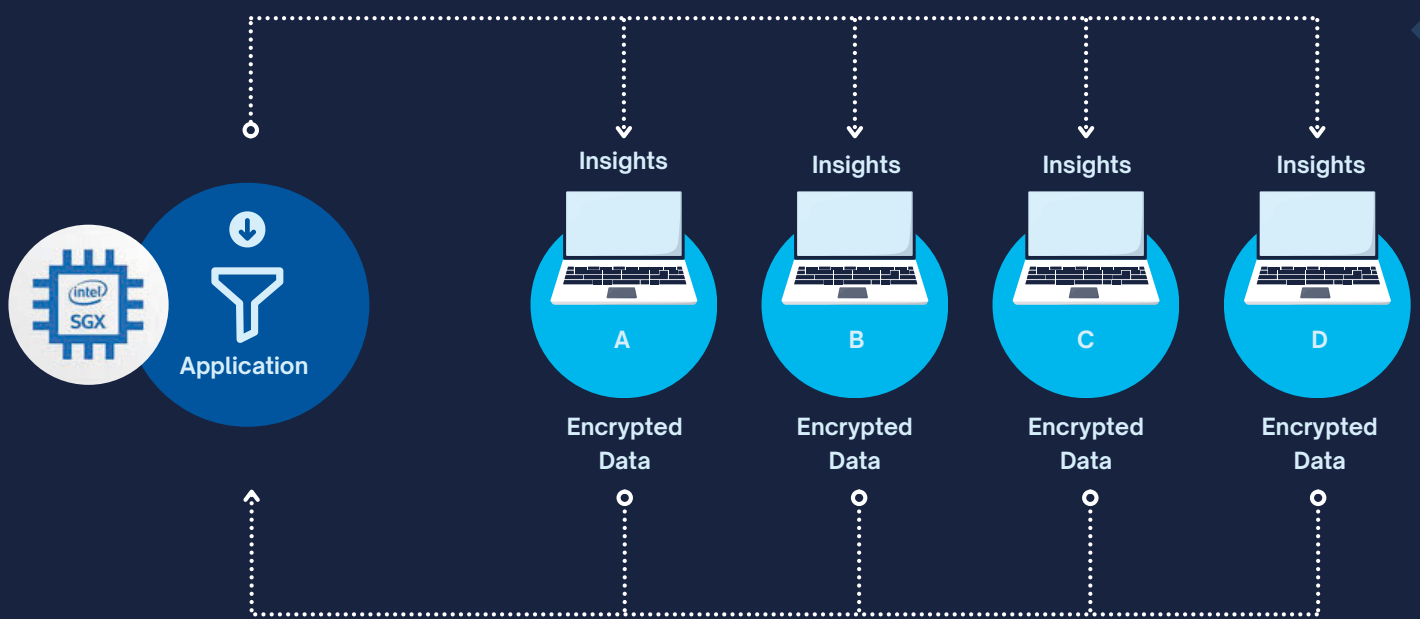 Insights
Insights
Insights
Insights
intel
SGX
Application
A
B
C
D
Encrypted
Data
Encrypted
Data
Encrypted
Data
Encrypted
Data